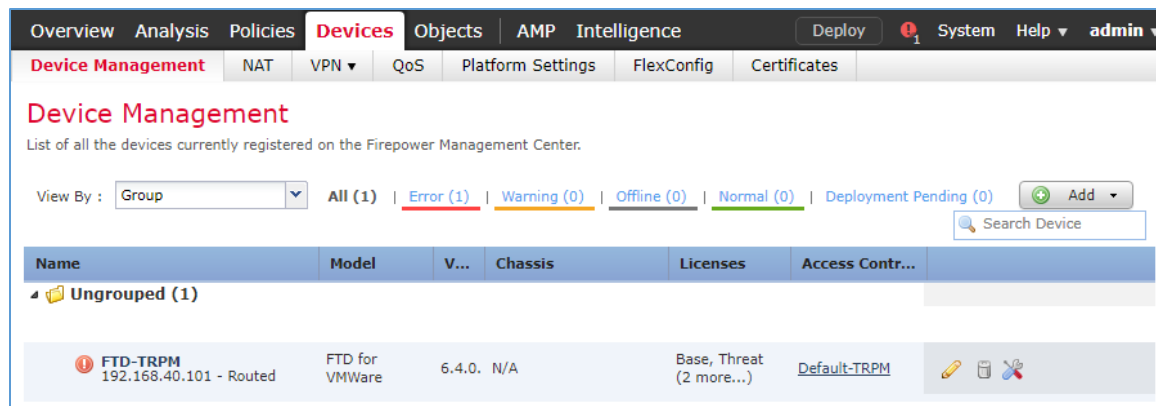 Overview Analysis Policies Devices Objects AMP Intelligence Deploy 1 System Help admin
Device Management NAT VPN QoS Platform Settings FlexConfig Certificates
Device Management
List of all the devices currently registered on the Firepower Management Center.
View By : Group All (1) | Error (1) | Warning (0) | Offline (0) | Normal (0) | Deployment Pending (0) Add
Search Device
Name Model V... Chassis Licenses Access Contr...
Ungrouped (1)
FTD-TRPM
192.168.40.101 - Routed
FTD for
VMWare
6.4.0. N/A
Base, Threat
(2 more...)
Default-TRPM